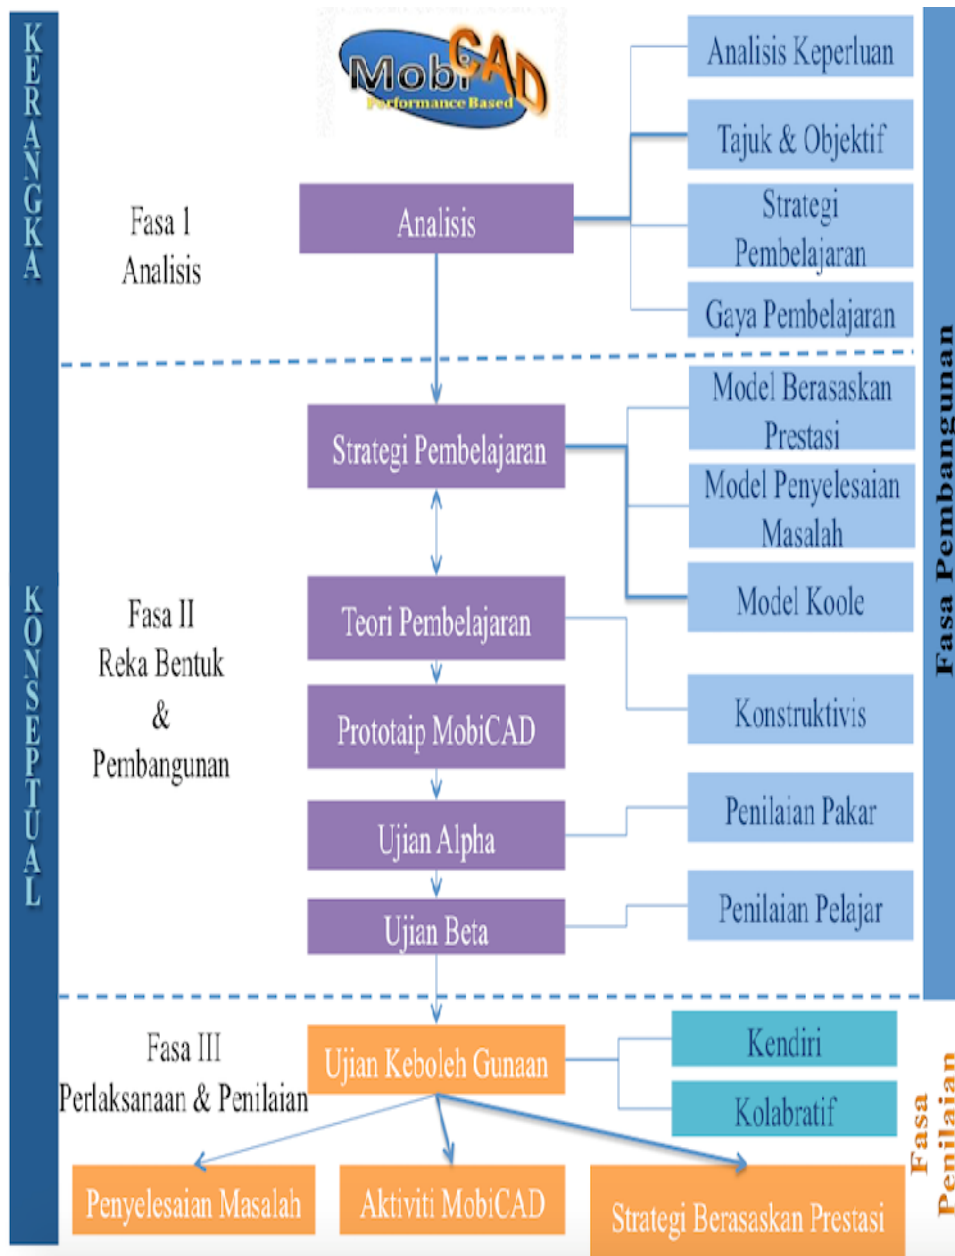 KERANGKA
KONSEPTUAL
Mobi CAD
Performance Based
Fasa 1
Analisis
Analisis
Analisis Keperluan
Tajuk & Objektif
Strategi
Pembelajaran
Gaya Pembelajaran
Fasa II
Reka Bentuk
&
Pembangunan
Strategi Pembelajaran
Model Berasaskan
Prestasi
Model Penyelesaian
Masalah
Model Koole
Teori Pembelajaran
Konstruktivis
Prototaip MobiCAD
Ujian Alpha
Penilaian Pakar
Ujian Beta
Penilaian Pelajar
Fasa Pembangunan
Fasa III
Perlaksanaan & Penilaian
Ujian Keboleh Gunaan
Kendiri
Kolabratif
Penyelesaian Masalah
Aktiviti MobiCAD
Strategi Berasaskan Prestasi
Fasa
Penilaian